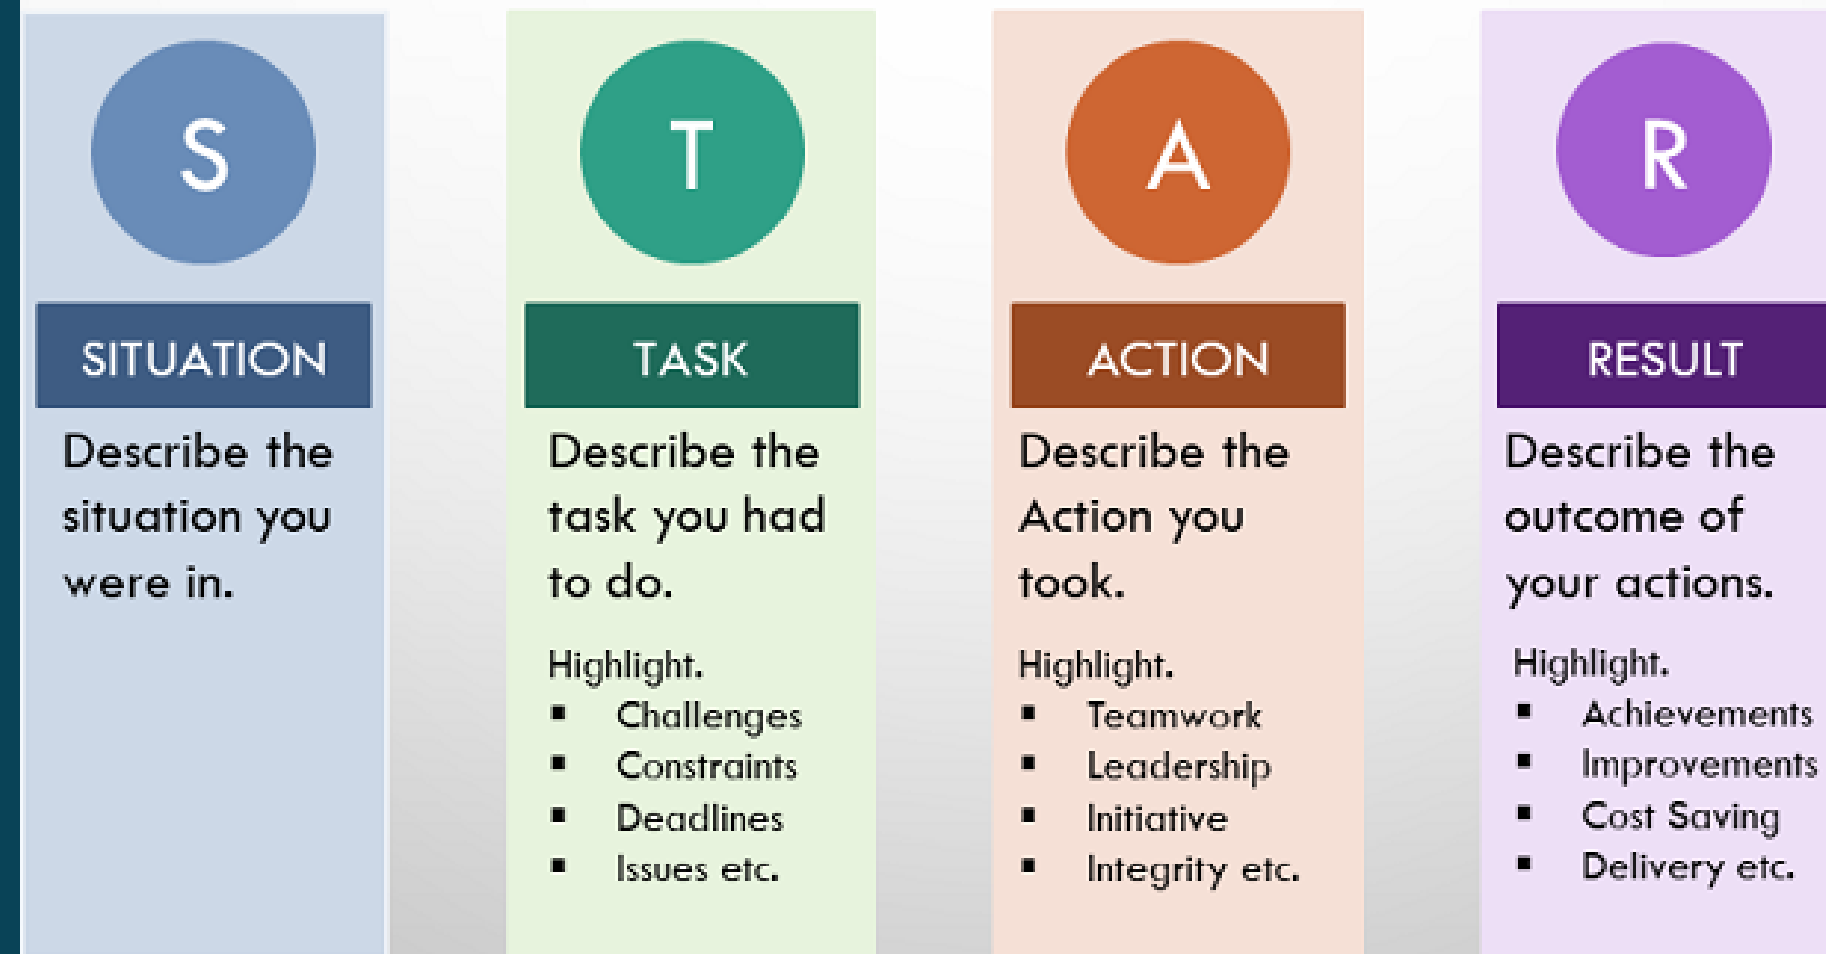 S
SITUATION
Describe the
situation you
were in.
T
TASK
Describe the
task you had
to do.
Highlight.
▪ Challenges
▪ Constraints
▪ Deadlines
▪ Issues etc.
A
ACTION
Describe the
Action you
took.
Highlight.
▪ Teamwork
▪ Leadership
▪ Initiative
▪ Integrity etc.
R
RESULT
Describe the
outcome of
your actions.
Highlight.
▪ Achievements
▪ Improvements
▪ Cost Saving
▪ Delivery etc.